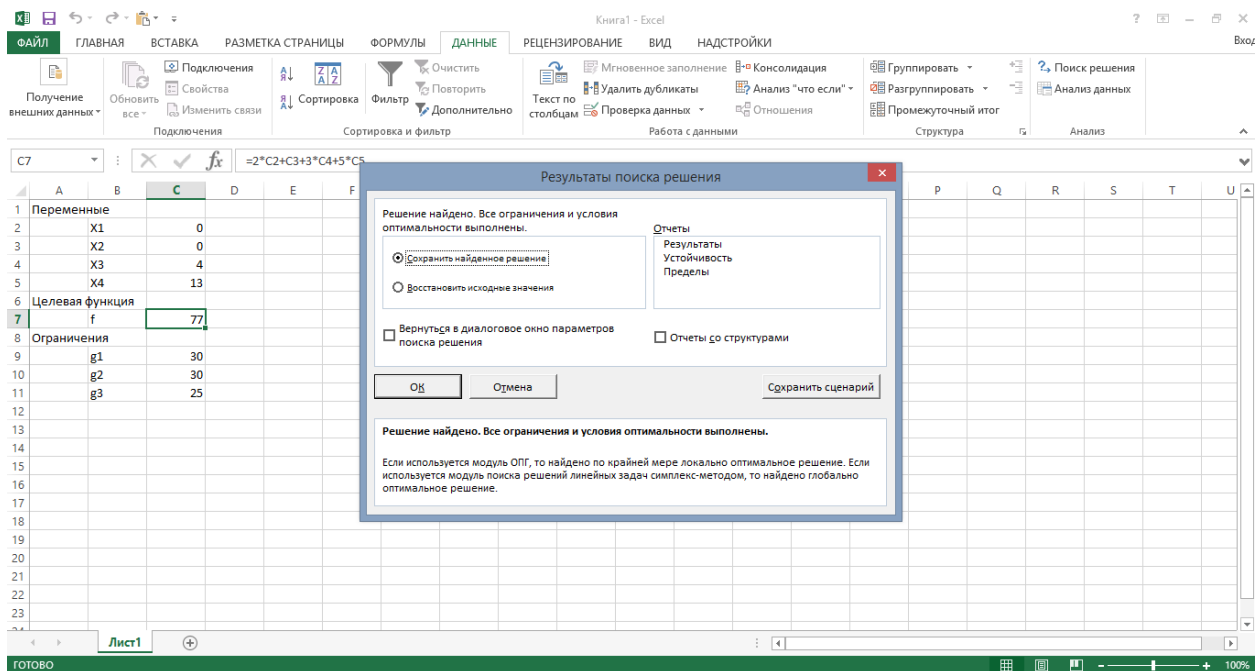 Книга1 - Excel
ФАЙЛ ГЛАВНАЯ ВСТАВКА РАЗМЕТКА СТРАНИЦЫ ФОРМУЛЫ ДАННЫЕ РЕЦЕНЗИРОВАНИЕ ВИД НАДСТРОЙКИ Вход
Получение внешних данных
Обновить все
Подключения
Свойства
Изменить связи
Подключения
Сортировка
Фильтр
Очистить
Повторить
Дополнительно
Сортировка и фильтр
Текст по столбцам
Мгновенное заполнение
Удалить дубликаты
Проверка данных
Консолидация
Анализ "что если"
Отношения
Работа с данными
Группировать
Разгруппировать
Промежуточный итог
Структура
Поиск решения
Анализ данных
Анализ
C7 fx =2*C2+C3+3*C4+5*C5
A B C D E F P Q R S T U
1 Переменные
2 X1 0
3 X2 0
4 X3 4
5 X4 13
6 Целевая функция
7 f 77
8 Ограничения
9 g1 30
10 g2 30
11 g3 25
12
13
14
15
16
17
18
19
20
21
22
23
Результаты поиска решения
Решение найдено. Все ограничения и условия
оптимальности выполнены.
Сохранить найденное решение
Восстановить исходные значения
Отчеты
Результаты
Устойчивость
Пределы
Вернуться в диалоговое окно параметров
поиска решения
Отчеты со структурами
ОК Отмена Сохранить сценарий
Решение найдено. Все ограничения и условия оптимальности выполнены.
Если используется модуль ОПГ, то найдено по крайней мере локально оптимальное решение. Если
используется модуль поиска решений линейных задач симплекс-методом, то найдено глобально
оптимальное решение.
Лист1
ГОТОВО 100%